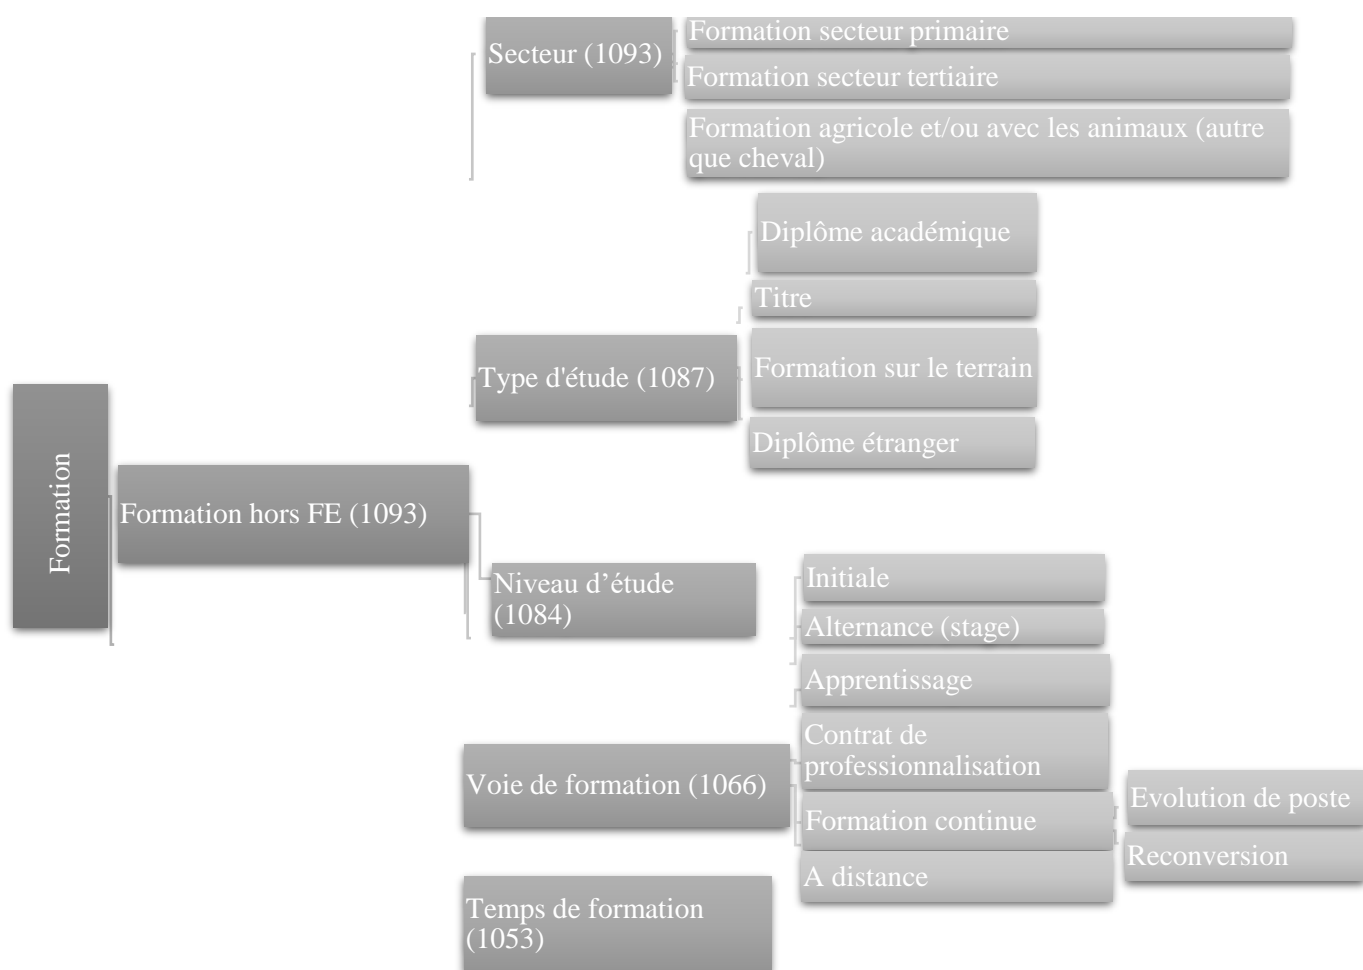 Formation
Formation hors FE (1093)
Secteur (1093)
Formation secteur primaire
Formation secteur tertiaire
Formation agricole et/ou avec les animaux (autre
que cheval)
Type d'étude (1087)
Diplôme académique
Titre
Formation sur le terrain
Diplôme étranger
Niveau d’étude
(1084)
Voie de formation (1066)
Initiale
Alternance (stage)
Apprentissage
Contrat de
professionnalisation
Formation continue
Evolution de poste
Reconversion
A distance
Temps de formation
(1053)